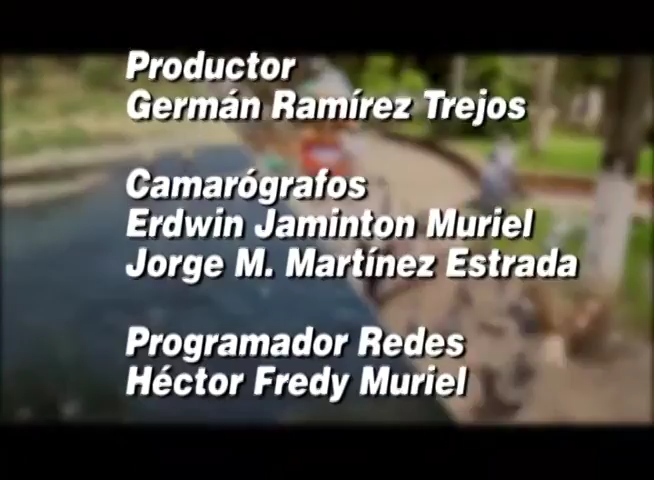 Productor
Germán Ramírez Trejos
Camarógrafos
Erdwin Jaminton Muriel
Jorge M. Martínez Estrada
Programador Redes
Héctor Fredy Muriel